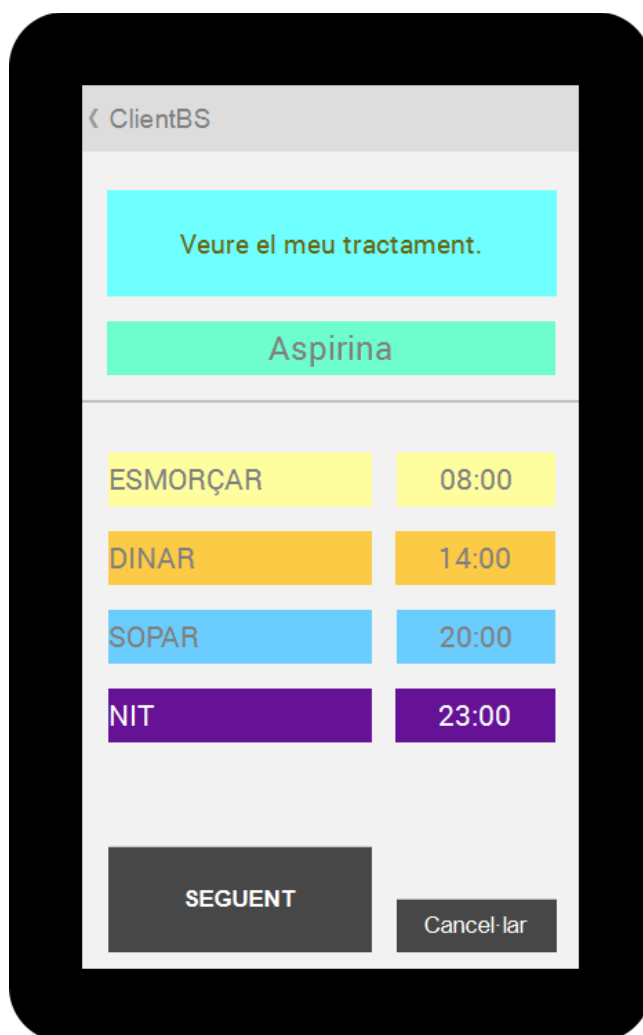 ClientBS
Veure el meu tractament.
Aspirina
ESMORÇAR 08:00
DINAR 14:00
SOPAR 20:00
NIT 23:00
SEGUENT
Cancel·lar